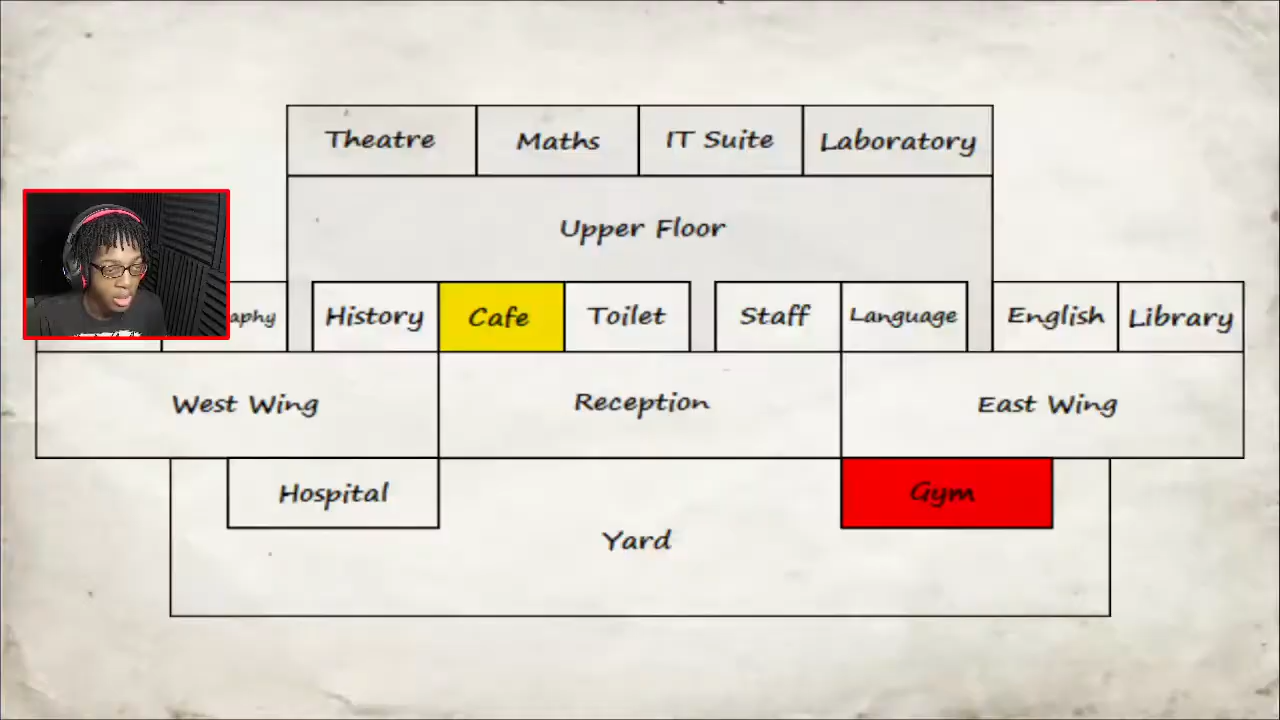 Theatre Maths IT Suite Laboratory
Upper Floor
History Cafe Toilet Staff Language English Library
West Wing Reception East Wing
Hospital Gym
Yard